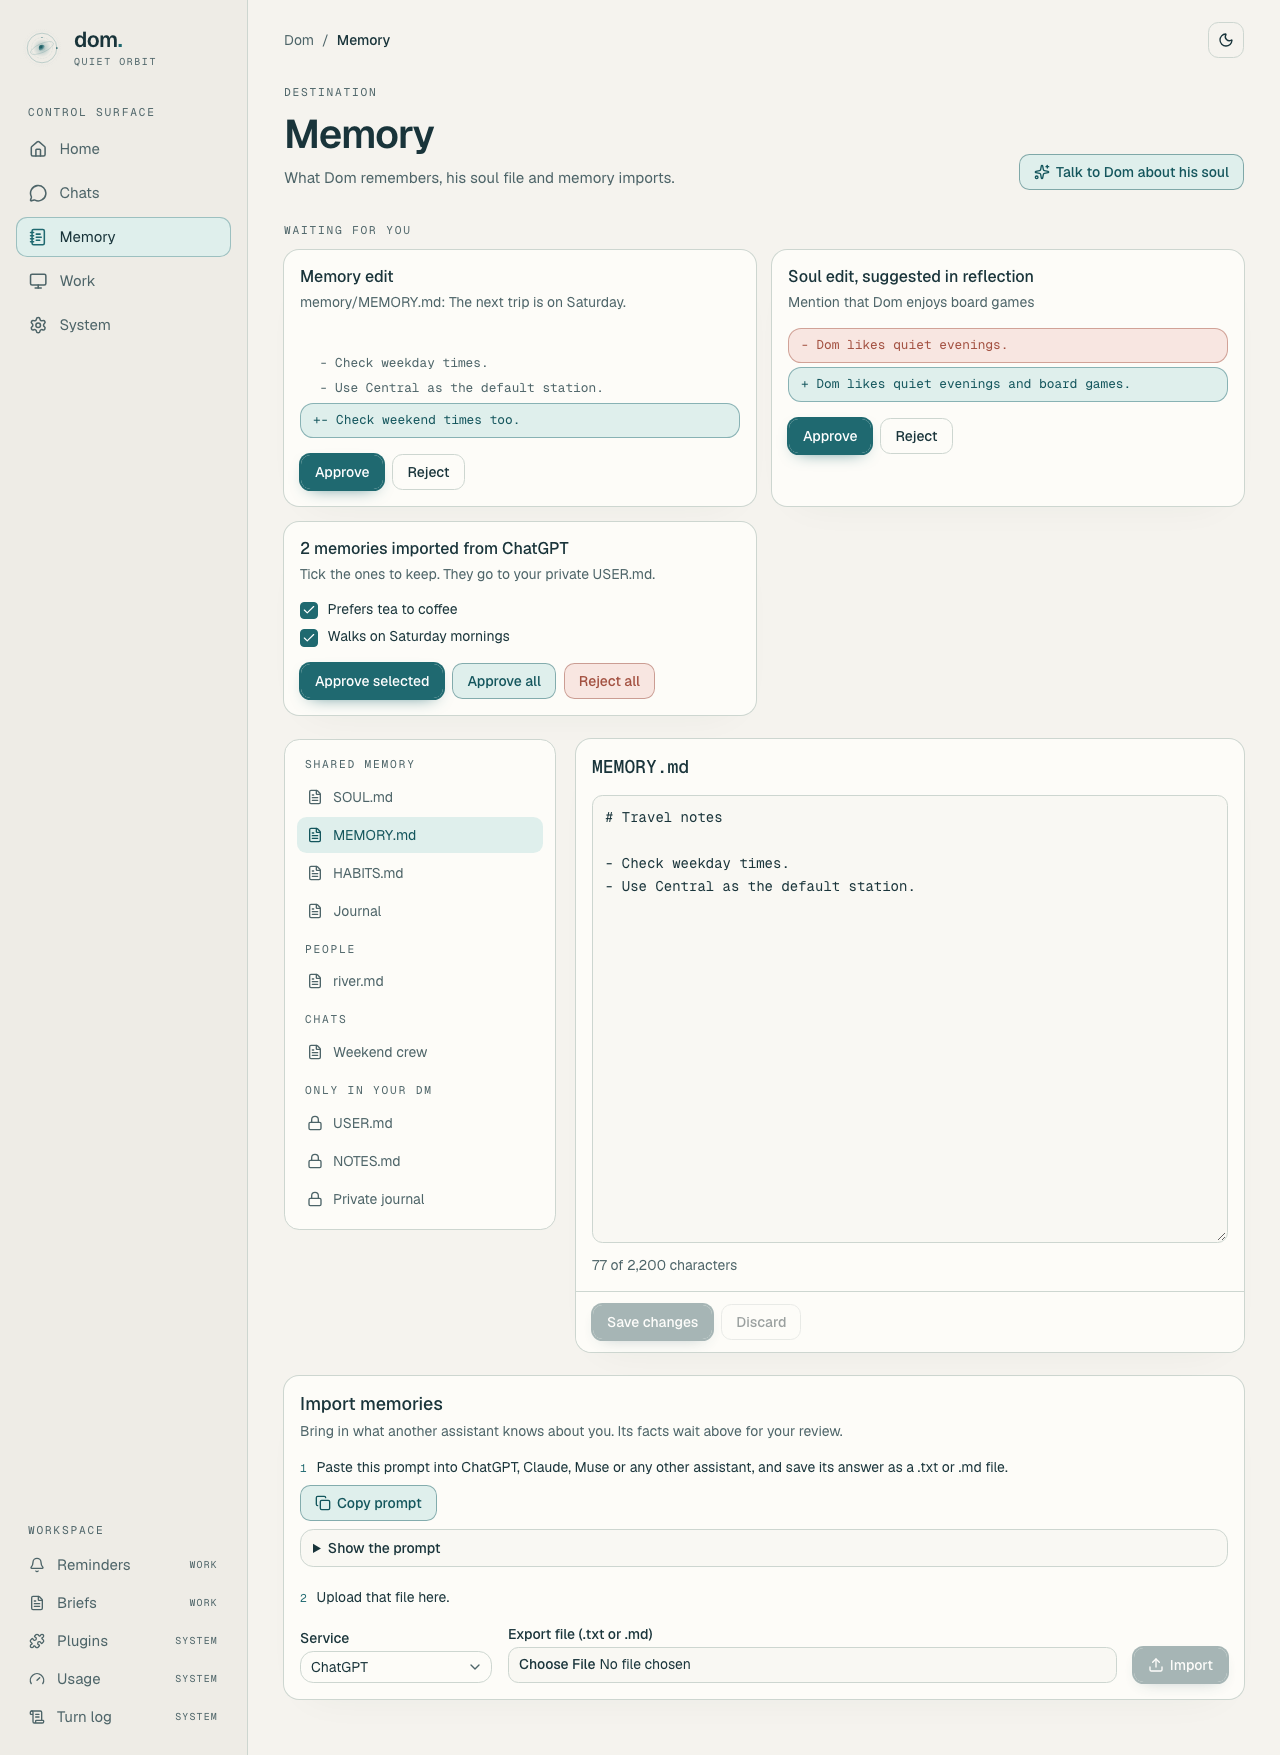 dom.
QUIET ORBIT
CONTROL SURFACE
Home
Chats
Memory
Work
System
WORKSPACE
Reminders WORK
Briefs WORK
Plugins SYSTEM
Usage SYSTEM
Turn log SYSTEM
Dom / Memory
DESTINATION
Memory
What Dom remembers, his soul file and memory imports.
Talk to Dom about his soul
WAITING FOR YOU
Memory edit
memory/MEMORY.md: The next trip is on Saturday.
- Check weekday times.
- Use Central as the default station.
+- Check weekend times too.
Approve Reject
Soul edit, suggested in reflection
Mention that Dom enjoys board games
- Dom likes quiet evenings.
+ Dom likes quiet evenings and board games.
Approve Reject
2 memories imported from ChatGPT
Tick the ones to keep. They go to your private USER.md.
Prefers tea to coffee
Walks on Saturday mornings
Approve selected Approve all Reject all
SHARED MEMORY
SOUL.md
MEMORY.md
HABITS.md
Journal
PEOPLE
river.md
CHATS
Weekend crew
ONLY IN YOUR DM
USER.md
NOTES.md
Private journal
MEMORY.md
# Travel notes
- Check weekday times.
- Use Central as the default station.
77 of 2,200 characters
Save changes Discard
Import memories
Bring in what another assistant knows about you. Its facts wait above for your review.
1 Paste this prompt into ChatGPT, Claude, Muse or any other assistant, and save its answer as a .txt or .md file.
Copy prompt
Show the prompt
2 Upload that file here.
Service
ChatGPT
Export file (.txt or .md)
Choose File No file chosen
Import